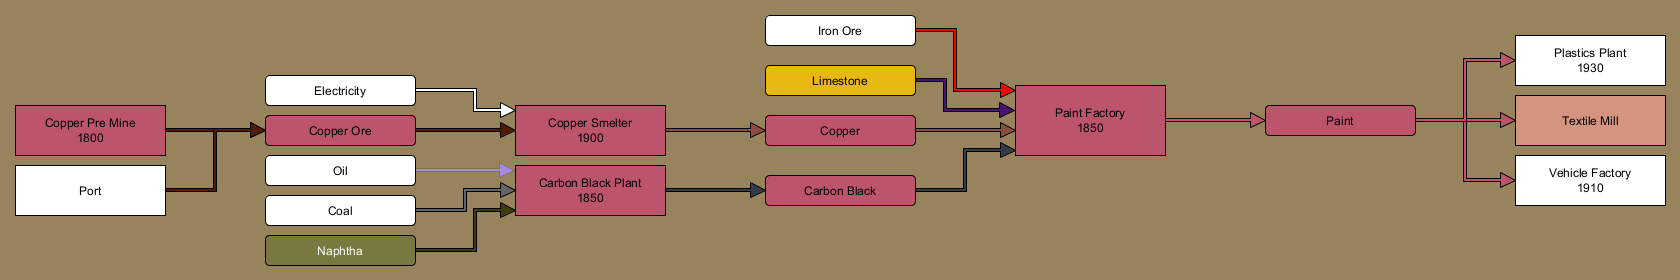 Copper Pre Mine
1800
Port
Electricity
Copper Ore
Oil
Coal
Naphtha
Copper Smelter
1900
Carbon Black Plant
1850
Iron Ore
Limestone
Copper
Carbon Black
Paint Factory
1850
Paint
Plastics Plant
1930
Textile Mill
Vehicle Factory
1910